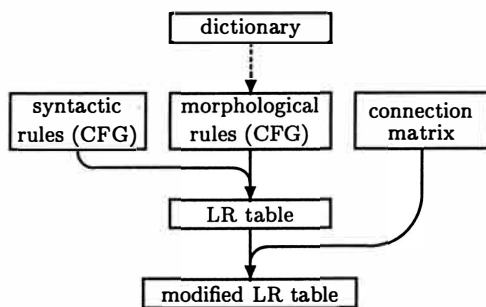 dictionary
syntactic
rules (CFG)
morphological
rules (CFG)
connection
matrix
LR table
modified LR table